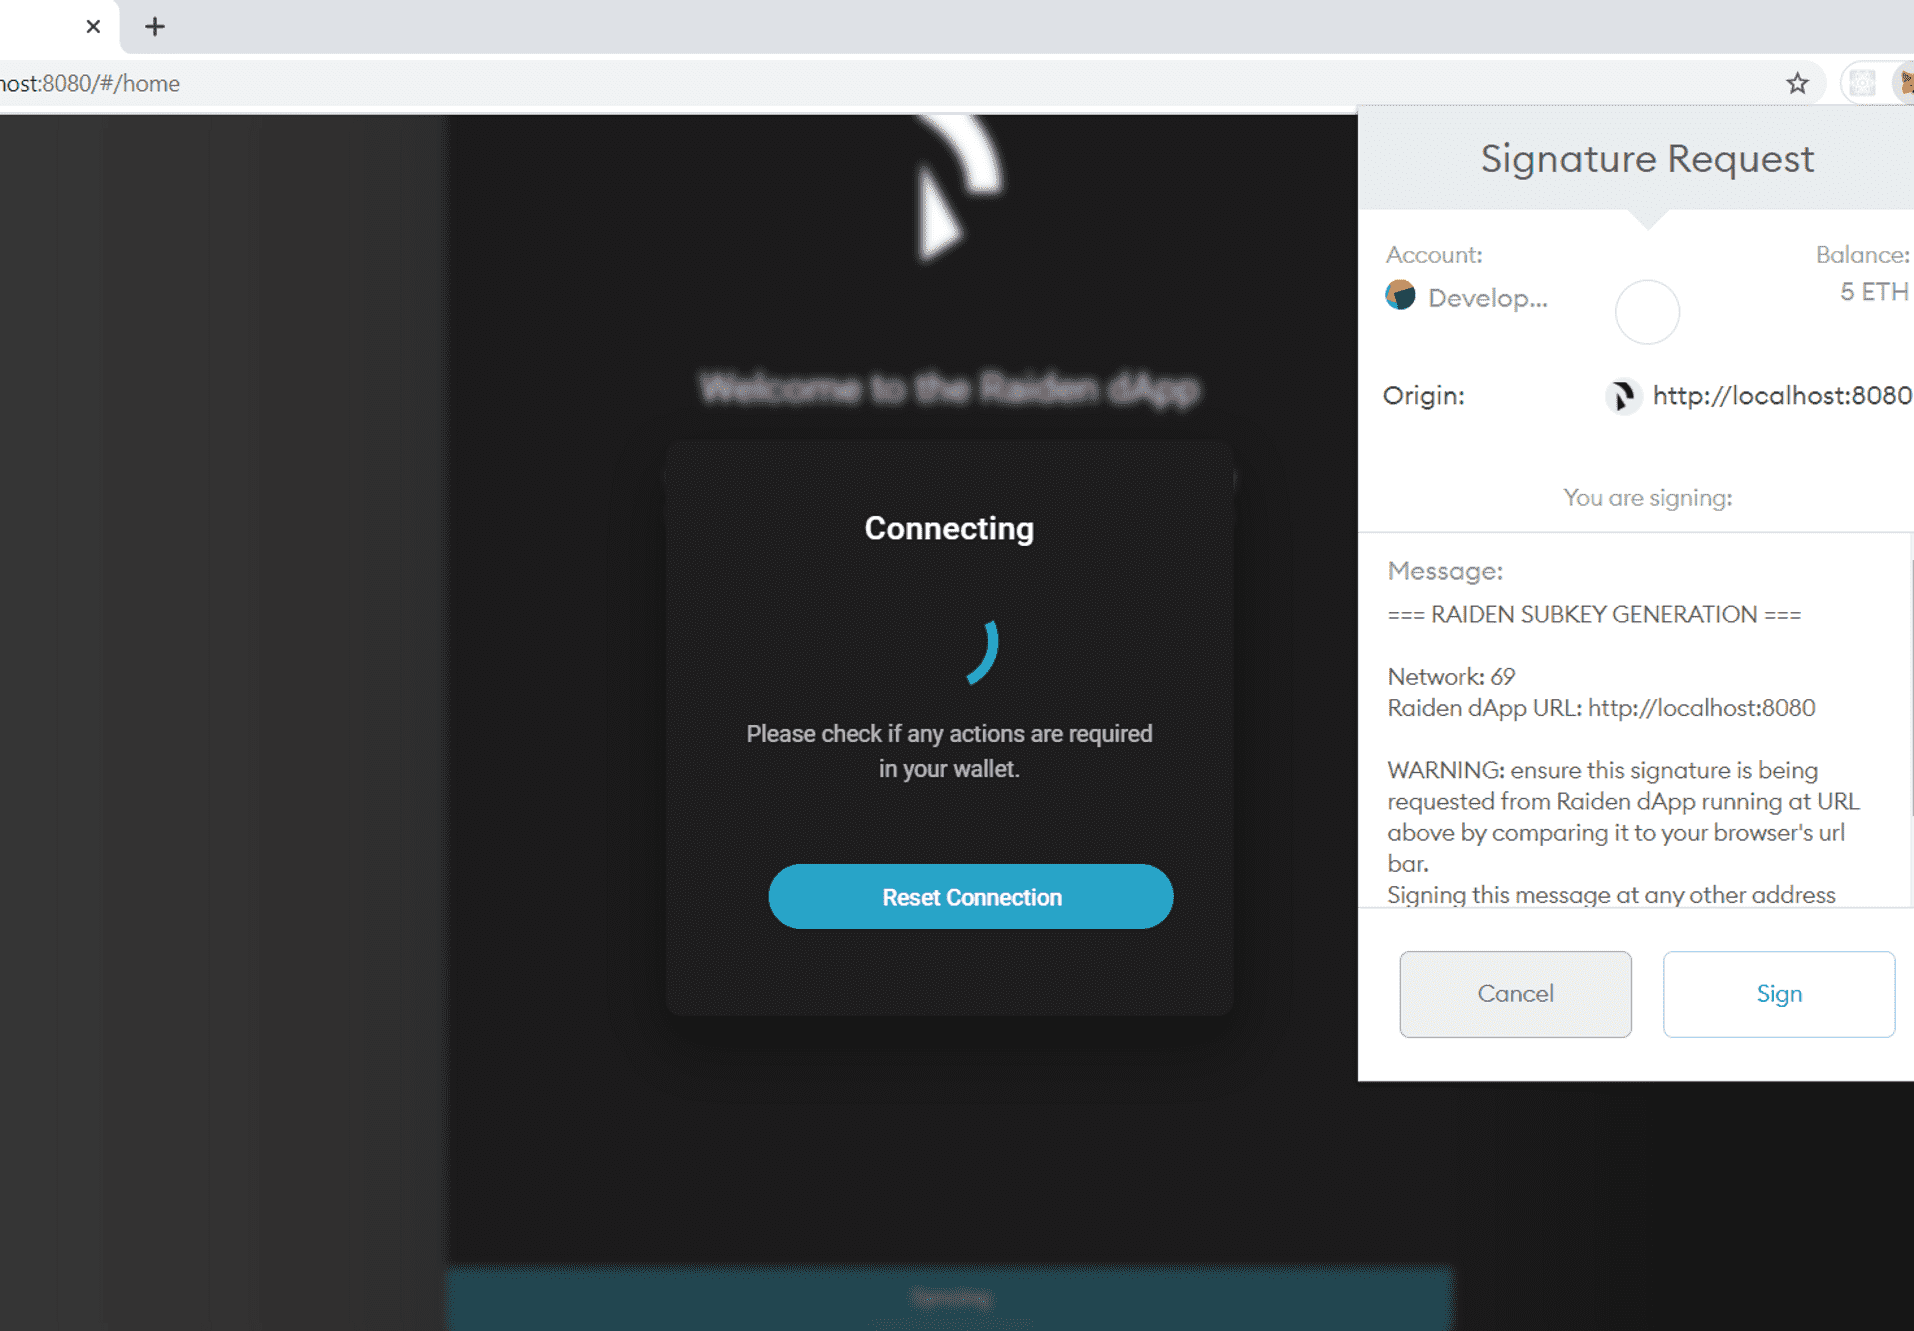 host:8080/#/home
Signature Request
Account:
Balance:
Develop...
5 ETH
Origin:
http://localhost:8080
You are signing:
Message:
=== RAIDEN SUBKEY GENERATION ===
Network: 69
Raiden dApp URL: http://localhost:8080
WARNING: ensure this signature is being
requested from Raiden dApp running at URL
above by comparing it to your browser's url
bar.
Signing this message at any other address
Cancel
Sign
Welcome to the Raiden dApp
Connecting
Please check if any actions are required
in your wallet.
Reset Connection